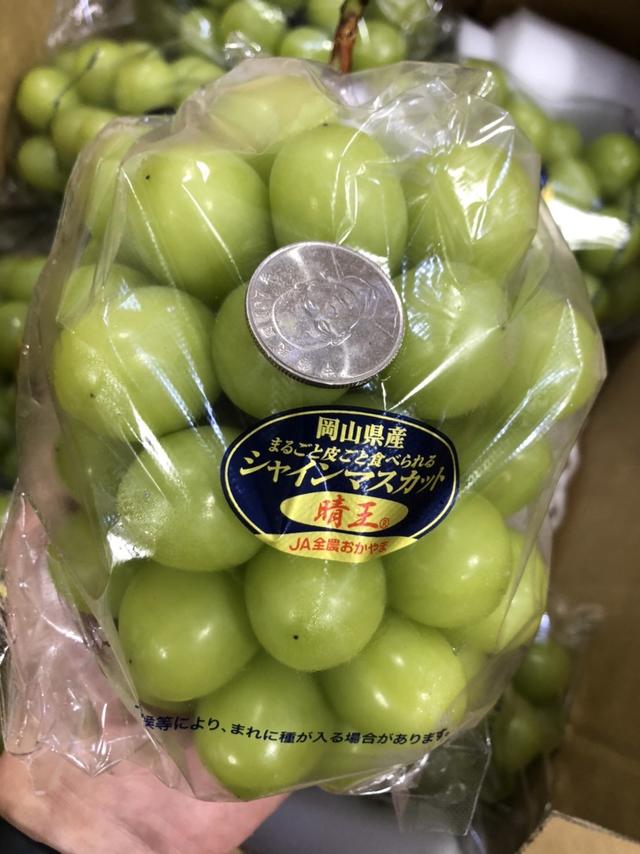 岡山県産
まるごと皮ごと食べられる
シャインマスカット
晴王®
JA全農おかやま
候等により、まれに種が入る場合があります。